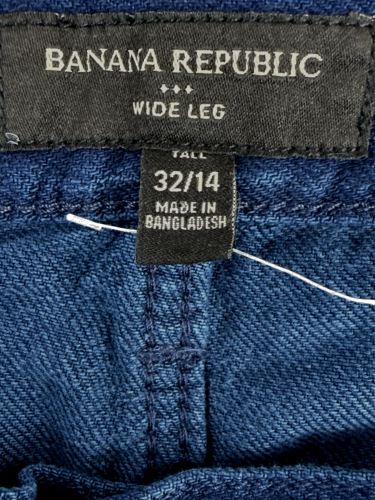 BANANA REPUBLIC
WIDE LEG
TALL
32/14
MADE IN
BANGLADESH